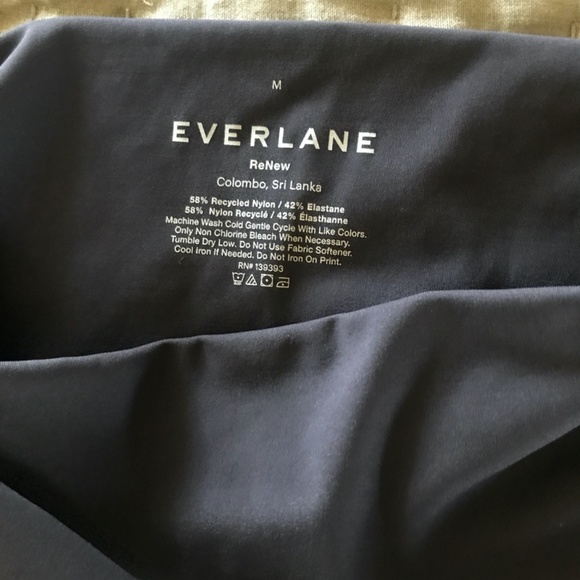 M
EVERLANE
ReNew
Colombo, Sri Lanka
58% Recycled Nylon / 42% Elastane
58% Nylon Recyclé / 42% Élasthanne
Machine Wash Cold Gentle Cycle With Like Colors.
Only Non Chlorine Bleach When Necessary.
Tumble Dry Low. Do Not Use Fabric Softener.
Cool Iron If Needed. Do Not Iron On Print.
RN# 139393